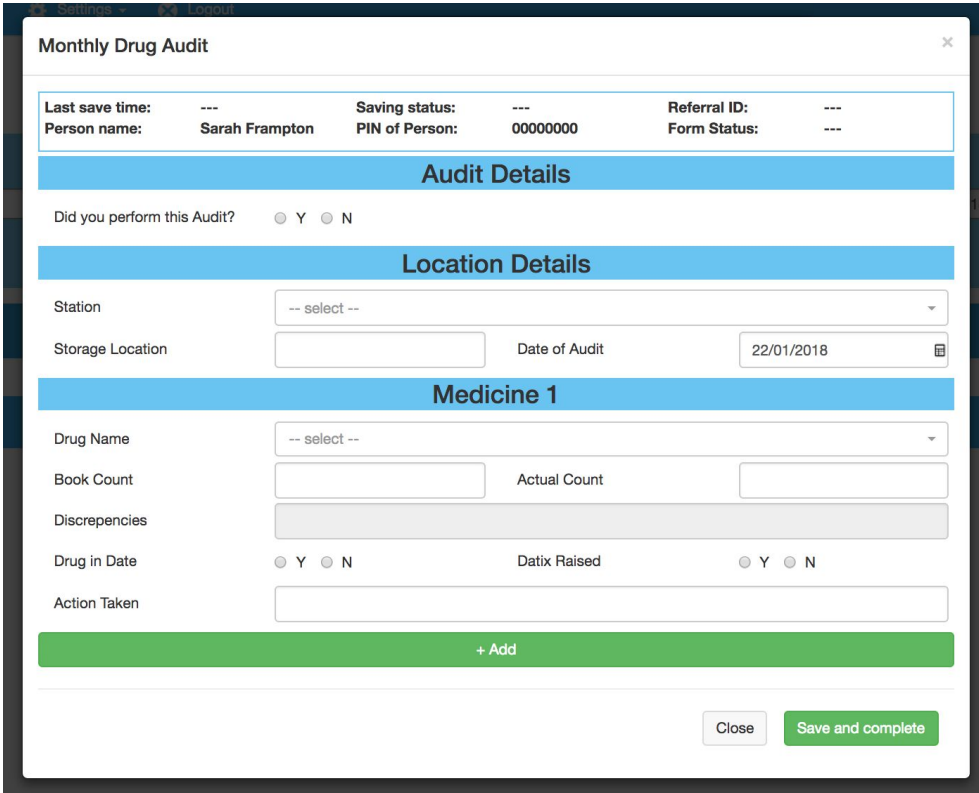 Settings Logout
Monthly Drug Audit ×
Last save time: --- Saving status: --- Referral ID: ---
Person name: Sarah Frampton PIN of Person: 00000000 Form Status: ---
Audit Details
Did you perform this Audit? Y N
Location Details
Station -- select --
Storage Location Date of Audit 22/01/2018
Medicine 1
Drug Name -- select --
Book Count Actual Count
Discrepencies
Drug in Date Y N Datix Raised Y N
Action Taken
+ Add
Close Save and complete